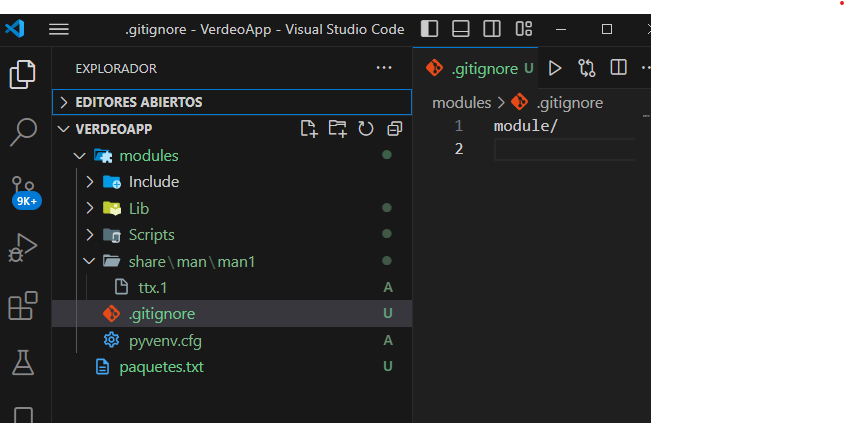 .gitignore - VerdeoApp - Visual Studio Code
EXPLORADOR
EDITORES ABIERTOS
VERDEOAPP
modules
Include
Lib
Scripts
share\man\man1
ttx.1 A
.gitignore U
pyvenv.cfg A
paquetes.txt U
9K+
.gitignore U
modules > .gitignore
1 module/
2